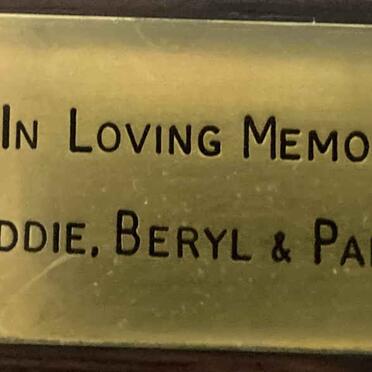 In Loving Memo
ddie, Beryl & Pa